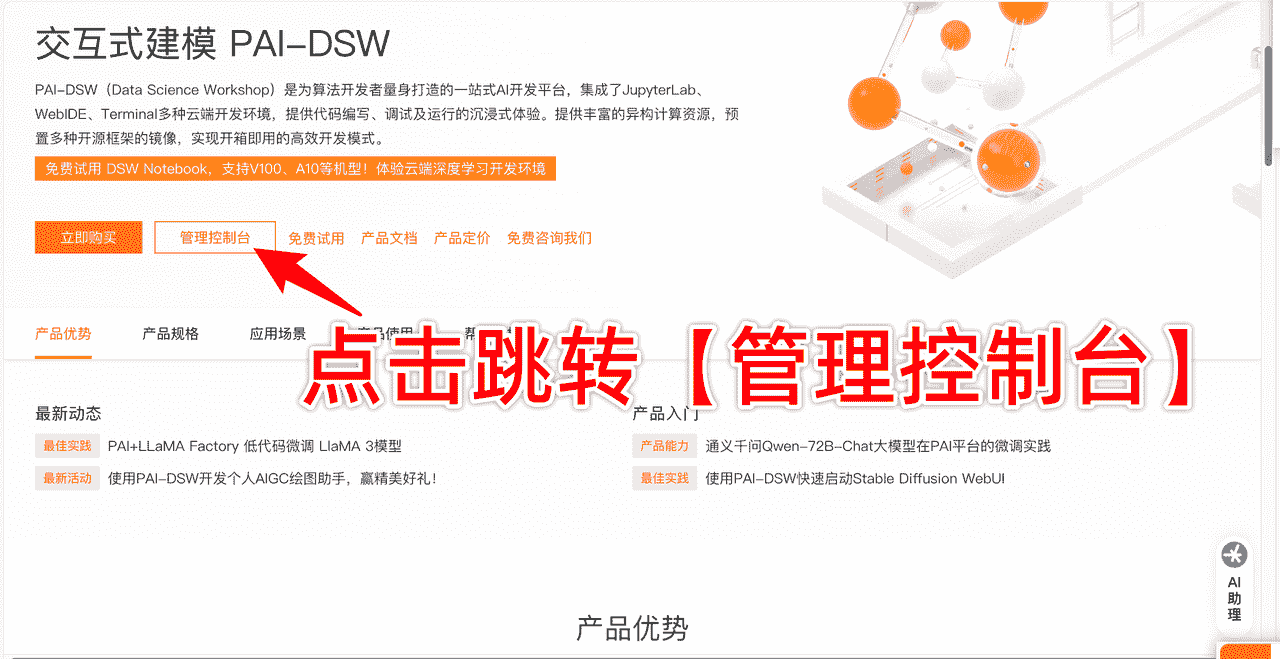 交互式建模 PAI-DSW
PAI-DSW（Data Science Workshop）是为算法开发者量身打造的一站式AI开发平台，集成了JupyterLab、
WebIDE、Terminal多种云端开发环境，提供代码编写、调试及运行的沉浸式体验。提供丰富的异构计算资源，预
置多种开源框架的镜像，实现开箱即用的高效开发模式。
免费试用 DSW Notebook，支持V100、A10等机型！体验云端深度学习开发环境
立即购买 管理控制台 免费试用 产品文档 产品定价 免费咨询我们
产品优势 产品规格 应用场景 产品使用
点击跳转【管理控制台】
最新动态
最佳实践 PAI+LLaMA Factory 低代码微调 LlaMA 3模型
最新活动 使用PAI-DSW开发个人AIGC绘图助手，赢精美好礼！
产品入门
产品能力 通义千问Qwen-72B-Chat大模型在PAI平台的微调实践
最佳实践 使用PAI-DSW快速启动Stable Diffusion WebUI
AI
助
理
产品优势